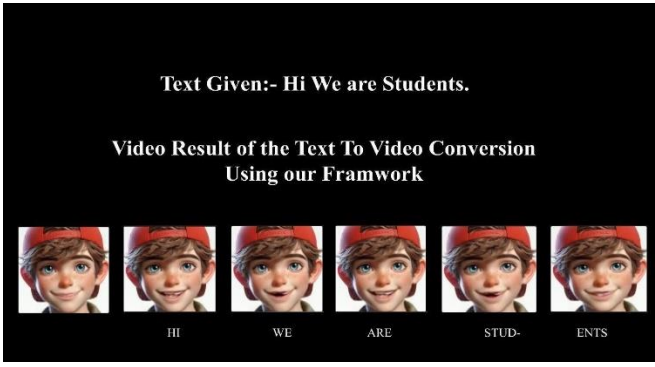 Text Given:- Hi We are Students.
Video Result of the Text To Video Conversion
Using our Framwork
HI WE ARE STUD- ENTS